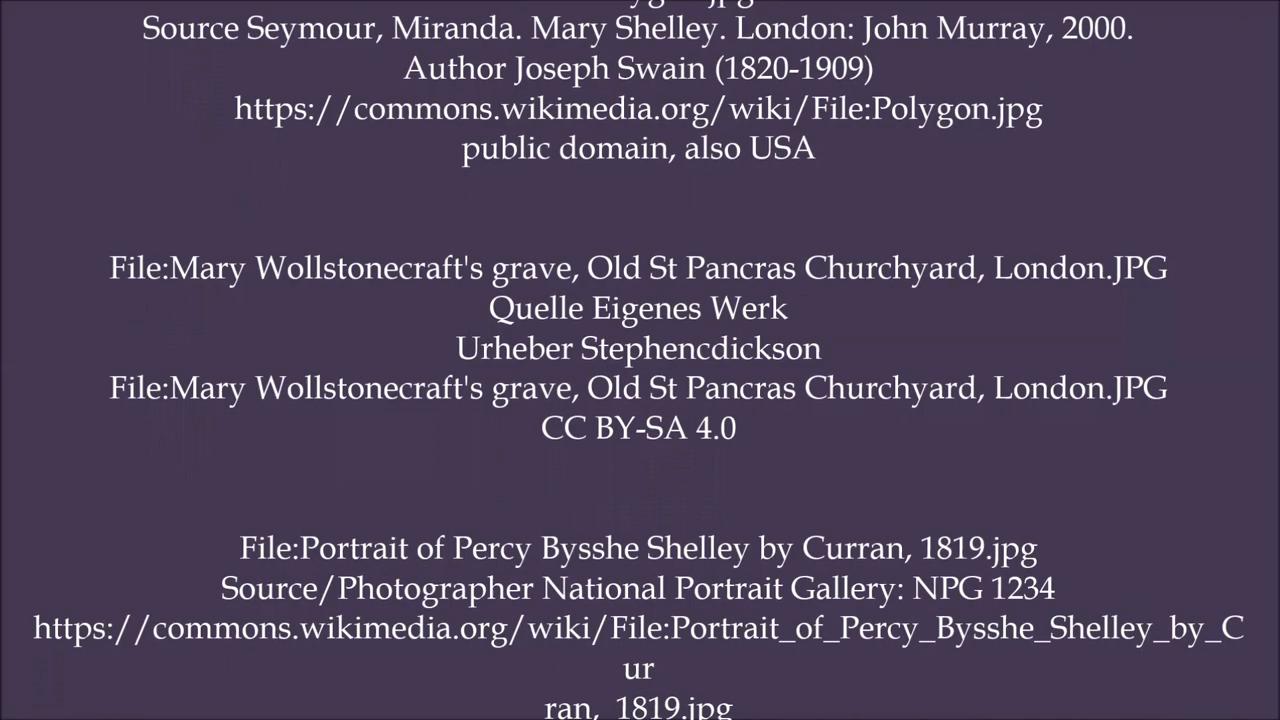 Source Seymour, Miranda. Mary Shelley. London: John Murray, 2000.
Author Joseph Swain (1820-1909)
https://commons.wikimedia.org/wiki/File:Polygon.jpg
public domain, also USA
File:Mary Wollstonecraft's grave, Old St Pancras Churchyard, London.JPG
Quelle Eigenes Werk
Urheber Stephencdickson
File:Mary Wollstonecraft's grave, Old St Pancras Churchyard, London.JPG
CC BY-SA 4.0
File:Portrait of Percy Bysshe Shelley by Curran, 1819.jpg
Source/Photographer National Portrait Gallery: NPG 1234
https://commons.wikimedia.org/wiki/File:Portrait_of_Percy_Bysshe_Shelley_by_C
ur
ran,_1819.jpg